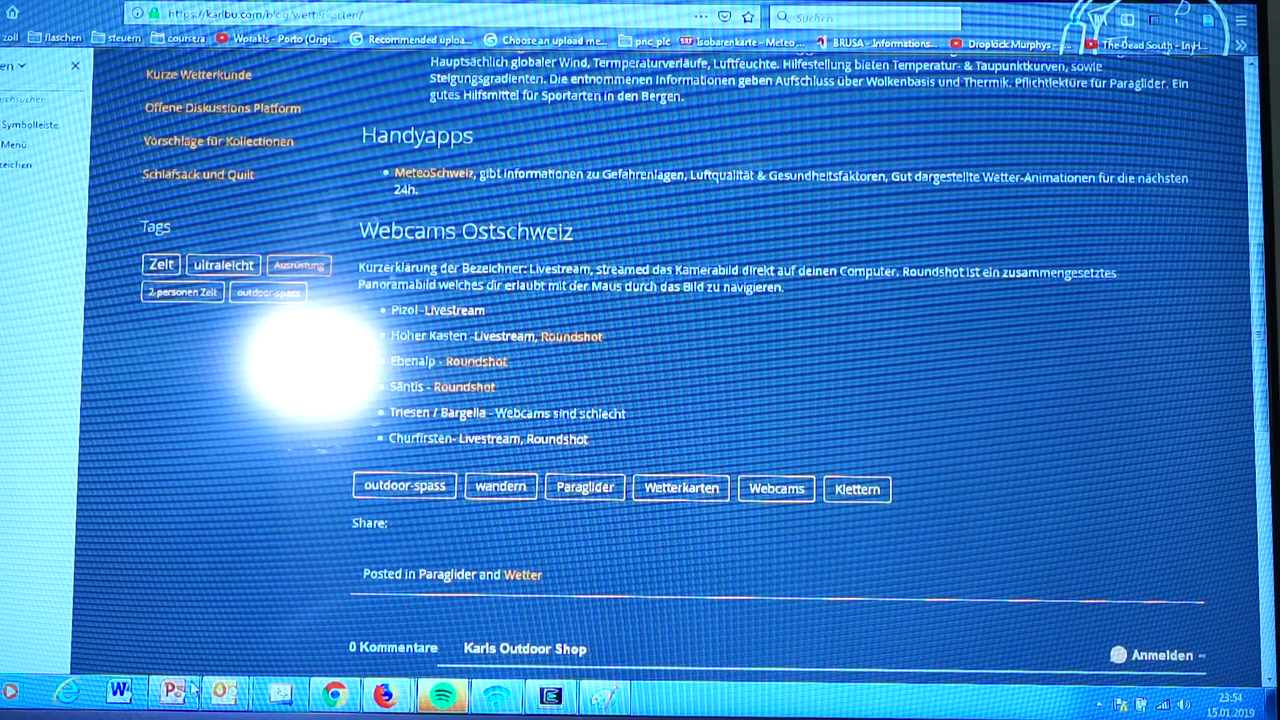 https://karlbu.com/blog/wetterkarten/
Suchen
zoll flaschen steuern coursera Worakls - Porto (Origi... Recommended uploa... Choose an upload me... pnc_plc SRF Isobarenkarte - Meteo ... BRUSA - Informations... Dropkick Murphys - ... The Dead South - In H...
en
Symbolleiste
Menü
zeichen
Kurze Wetterkunde
Offene Diskussions Platform
Vorschläge für Kollectionen
Schlafsack und Quilt
Tags
Zelt ultraleicht Ausrüstung
2-personen Zelt outdoor-spass
Hauptsächlich globaler Wind, Termperaturverläufe, Luftfeuchte. Hilfestellung bieten Temperatur- & Taupunktkurven, sowie
Steigungsgradienten. Die entnommenen Informationen geben Aufschluss über Wolkenbasis und Thermik. Pflichtlektüre für Paraglider. Ein
gutes Hilfsmittel für Sportarten in den Bergen.
Handyapps
MeteoSchweiz, gibt Informationen zu Gefahrenlagen, Luftqualität & Gesundheitsfaktoren, Gut dargestellte Wetter-Animationen für die nächsten
24h.
Webcams Ostschweiz
Kurzerklärung der Bezeichner: Livestream, streamed das Kamerabild direkt auf deinen Computer. Roundshot ist ein zusammengesetztes
Panoramabild welches dir erlaubt mit der Maus durch das Bild zu navigieren.
Pizol -Livestream
Hoher Kasten -Livestream, Roundshot
Ebenalp - Roundshot
Säntis - Roundshot
Triesen / Bargella - Webcams sind schlecht
Churfirsten- Livestream, Roundshot
outdoor-spass wandern Paraglider Wetterkarten Webcams Klettern
Share:
Posted in Paraglider and Wetter
0 Kommentare Karls Outdoor Shop Anmelden
23:54
15.01.2019